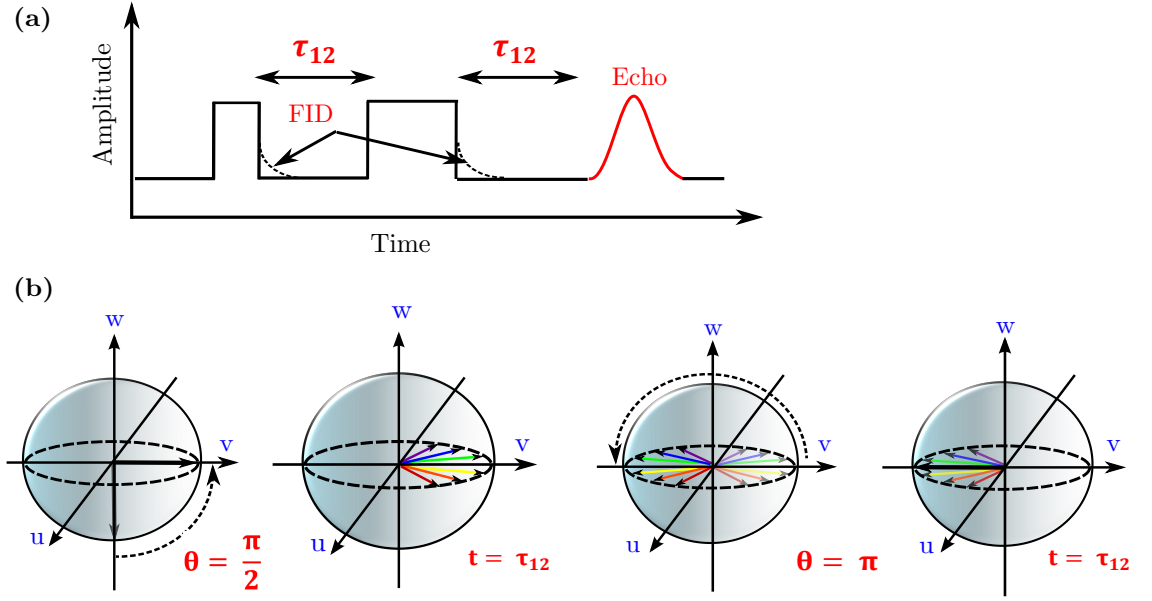 (a)
Amplitude
τ12
τ12
FID
Echo
Time
(b)
w
v
u
θ = π/2
w
v
u
t = τ12
w
v
u
θ = π
w
v
u
t = τ12